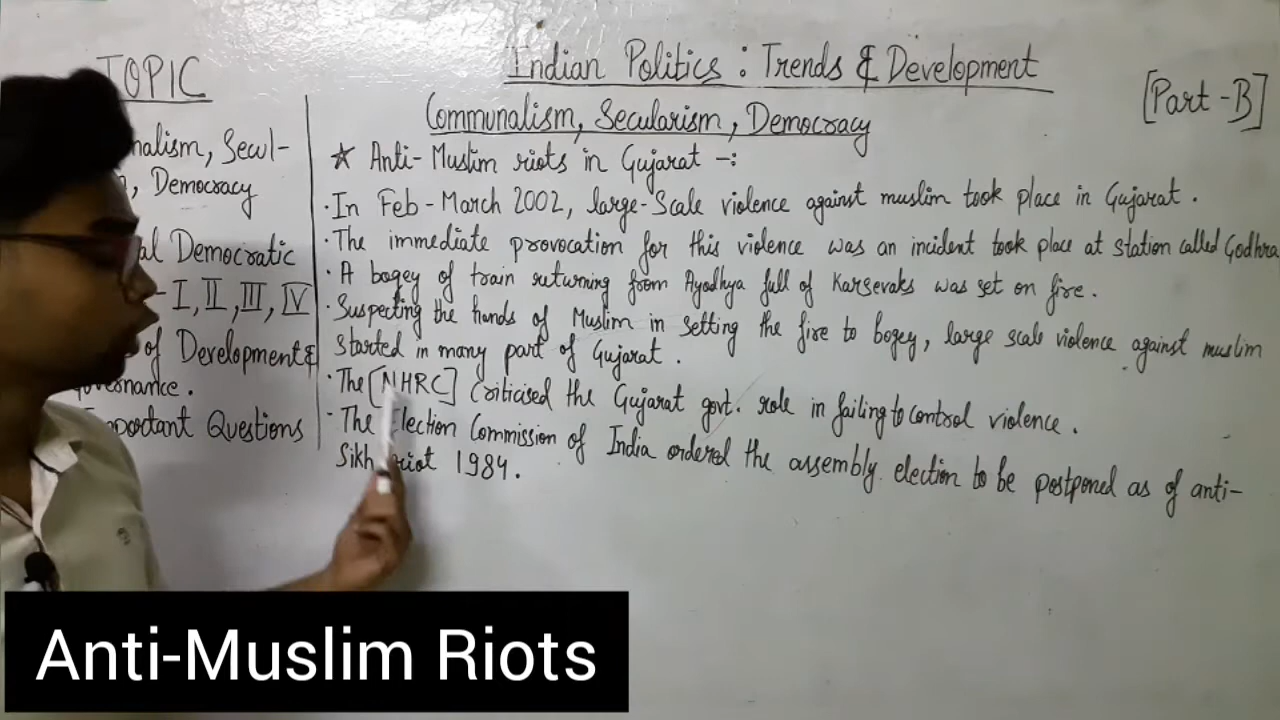 TOPIC
nalism, Secul-
, Democracy
al Democratic
- I, II, III, IV
of Development &
vernance.
portant Questions
Indian Politics : Trends & Development
[Part-B]
Communalism, Secularism, Democracy
☆ Anti-Muslim riots in Gujarat -:
· In Feb-March 2002, large-Scale violence against muslim took place in Gujarat.
· The immediate provocation for this violence was an incident took place at station called Godhra
· A bogey of train returning from Ayodhya full of Karsevaks was set on fire.
· Suspecting the hands of Muslim in setting the fire to bogey, large scale violence against muslim
started in many part of Gujarat.
· The [NHRC] Criticised the Gujarat govt. role in failing to control violence.
· The Election Commission of India ordered the assembly election to be postponed as of anti-
Sikh riot 1984.
Anti-Muslim Riots